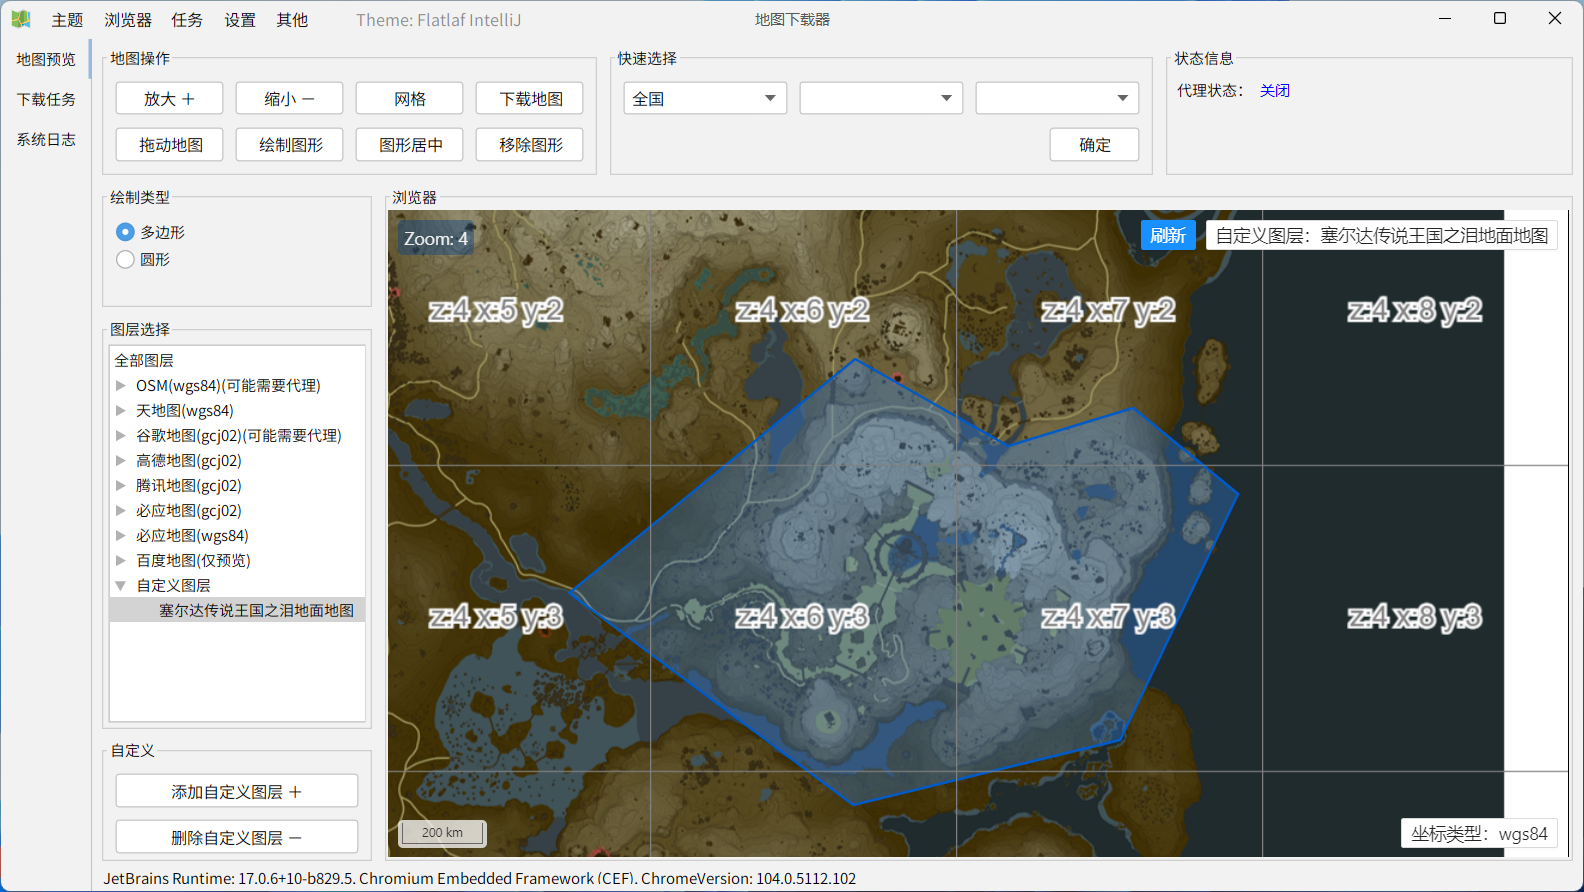 主题 浏览器 任务 设置 其他 Theme: Flatlaf IntelliJ 地图下载器
地图预览
下载任务
系统日志
地图操作
放大 ＋ 缩小 － 网格 下载地图
拖动地图 绘制图形 图形居中 移除图形
快速选择
全国
确定
状态信息
代理状态： 关闭
绘制类型
多边形
圆形
图层选择
全部图层
OSM(wgs84)(可能需要代理)
天地图(wgs84)
谷歌地图(gcj02)(可能需要代理)
高德地图(gcj02)
腾讯地图(gcj02)
必应地图(gcj02)
必应地图(wgs84)
百度地图(仅预览)
自定义图层
塞尔达传说王国之泪地面地图
自定义
添加自定义图层 ＋
删除自定义图层 －
浏览器
Zoom: 4
刷新 自定义图层：塞尔达传说王国之泪地面地图
z:4 x:5 y:2 z:4 x:6 y:2 z:4 x:7 y:2 z:4 x:8 y:2
z:4 x:5 y:3 z:4 x:6 y:3 z:4 x:7 y:3 z:4 x:8 y:3
200 km
坐标类型：wgs84
JetBrains Runtime: 17.0.6+10-b829.5. Chromium Embedded Framework (CEF). ChromeVersion: 104.0.5112.102